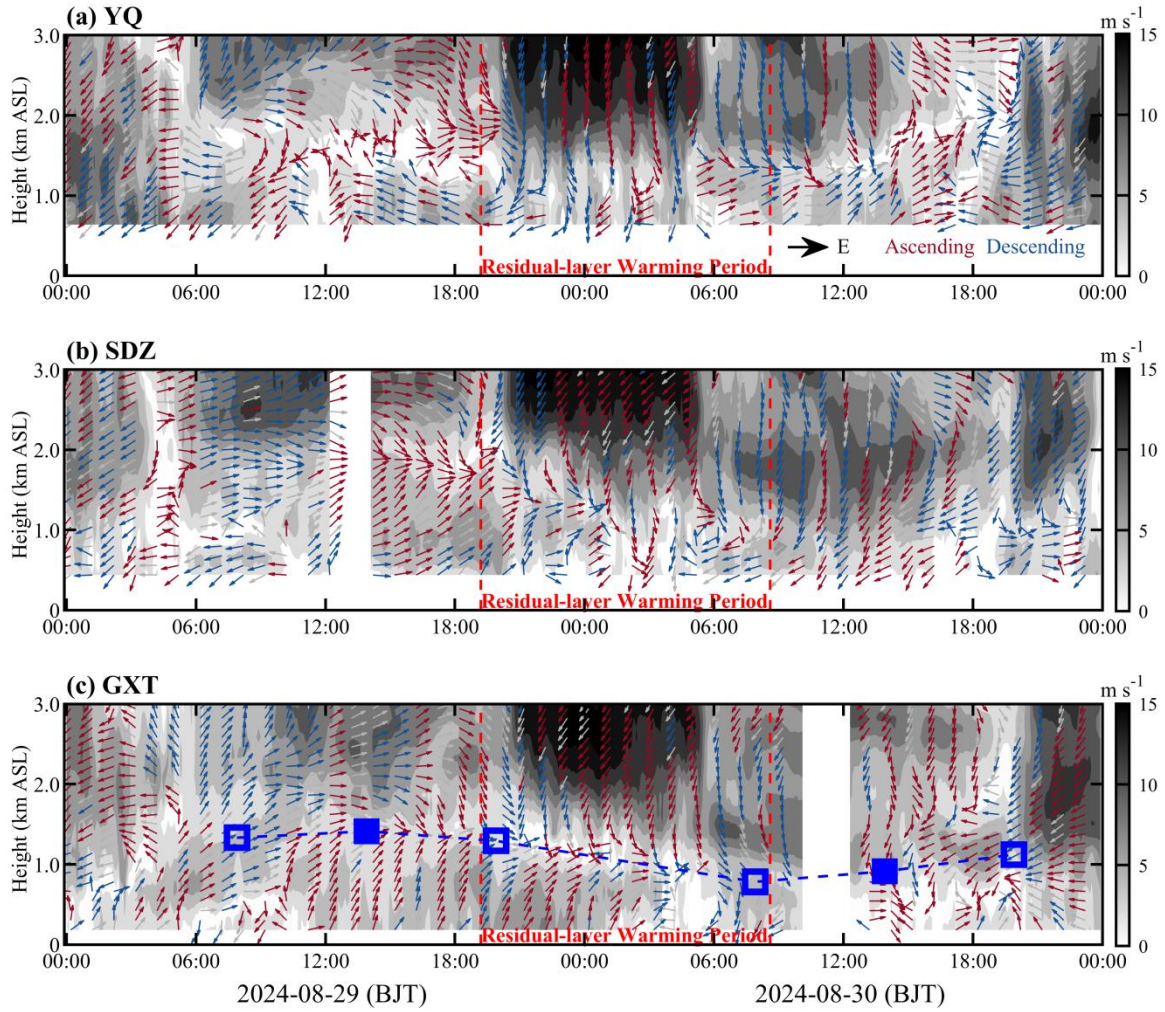 (a) YQ
m s-1
Height (km ASL)
3.0
2.0
1.0
0
15
10
5
0
E Ascending Descending
Residual-layer Warming Period
00:00 06:00 12:00 18:00 00:00 06:00 12:00 18:00 00:00
(b) SDZ
m s-1
Height (km ASL)
3.0
2.0
1.0
0
15
10
5
0
Residual-layer Warming Period
00:00 06:00 12:00 18:00 00:00 06:00 12:00 18:00 00:00
(c) GXT
m s-1
Height (km ASL)
3.0
2.0
1.0
0
15
10
5
0
Residual-layer Warming Period
00:00 06:00 12:00 18:00 00:00 06:00 12:00 18:00 00:00
2024-08-29 (BJT) 2024-08-30 (BJT)